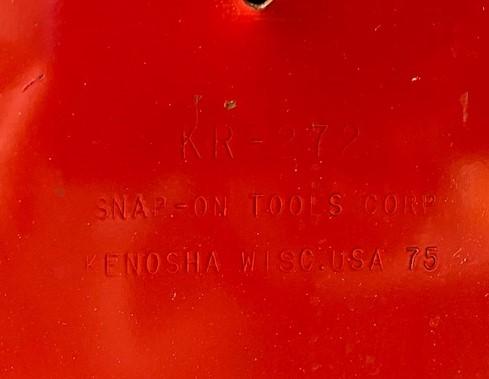 KR-272
SNAP-ON TOOLS CORP
KENOSHA WISC.USA 75